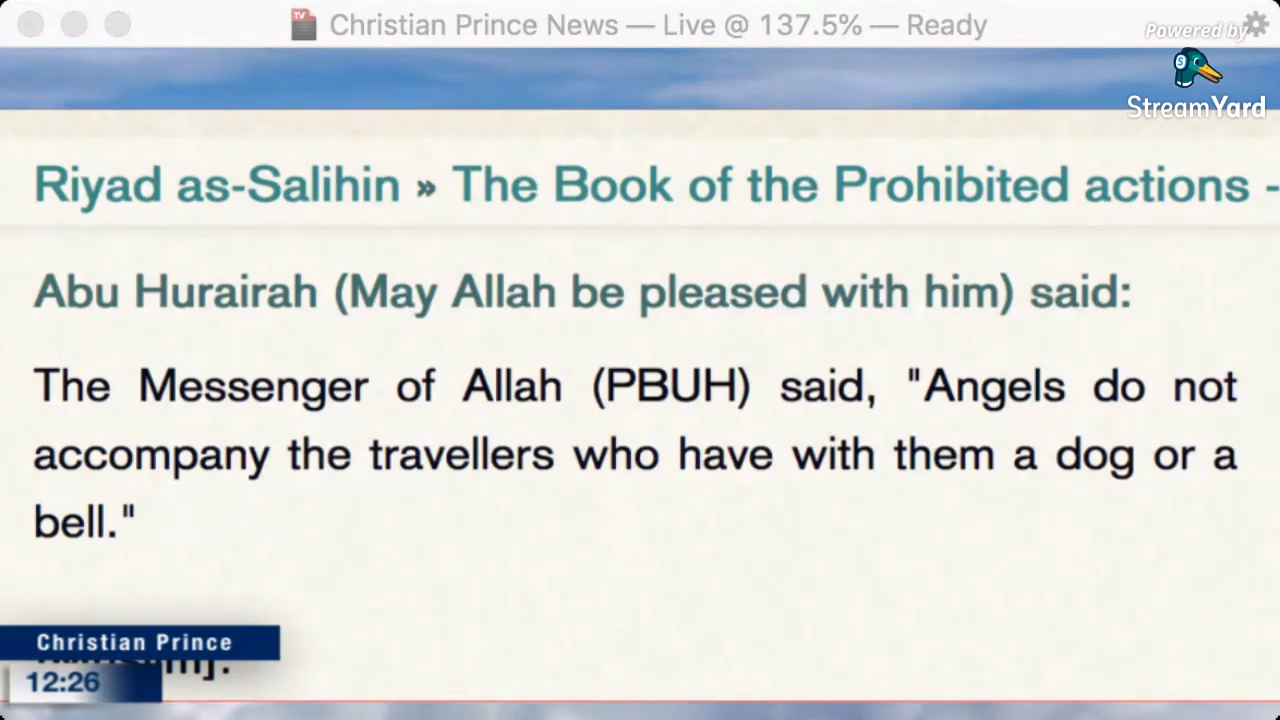 Christian Prince News — Live @ 137.5% — Ready
Powered by
StreamYard
Riyad as-Salihin » The Book of the Prohibited actions -
Abu Hurairah (May Allah be pleased with him) said:
The Messenger of Allah (PBUH) said, "Angels do not
accompany the travellers who have with them a dog or a
bell."
Christian Prince
12:26